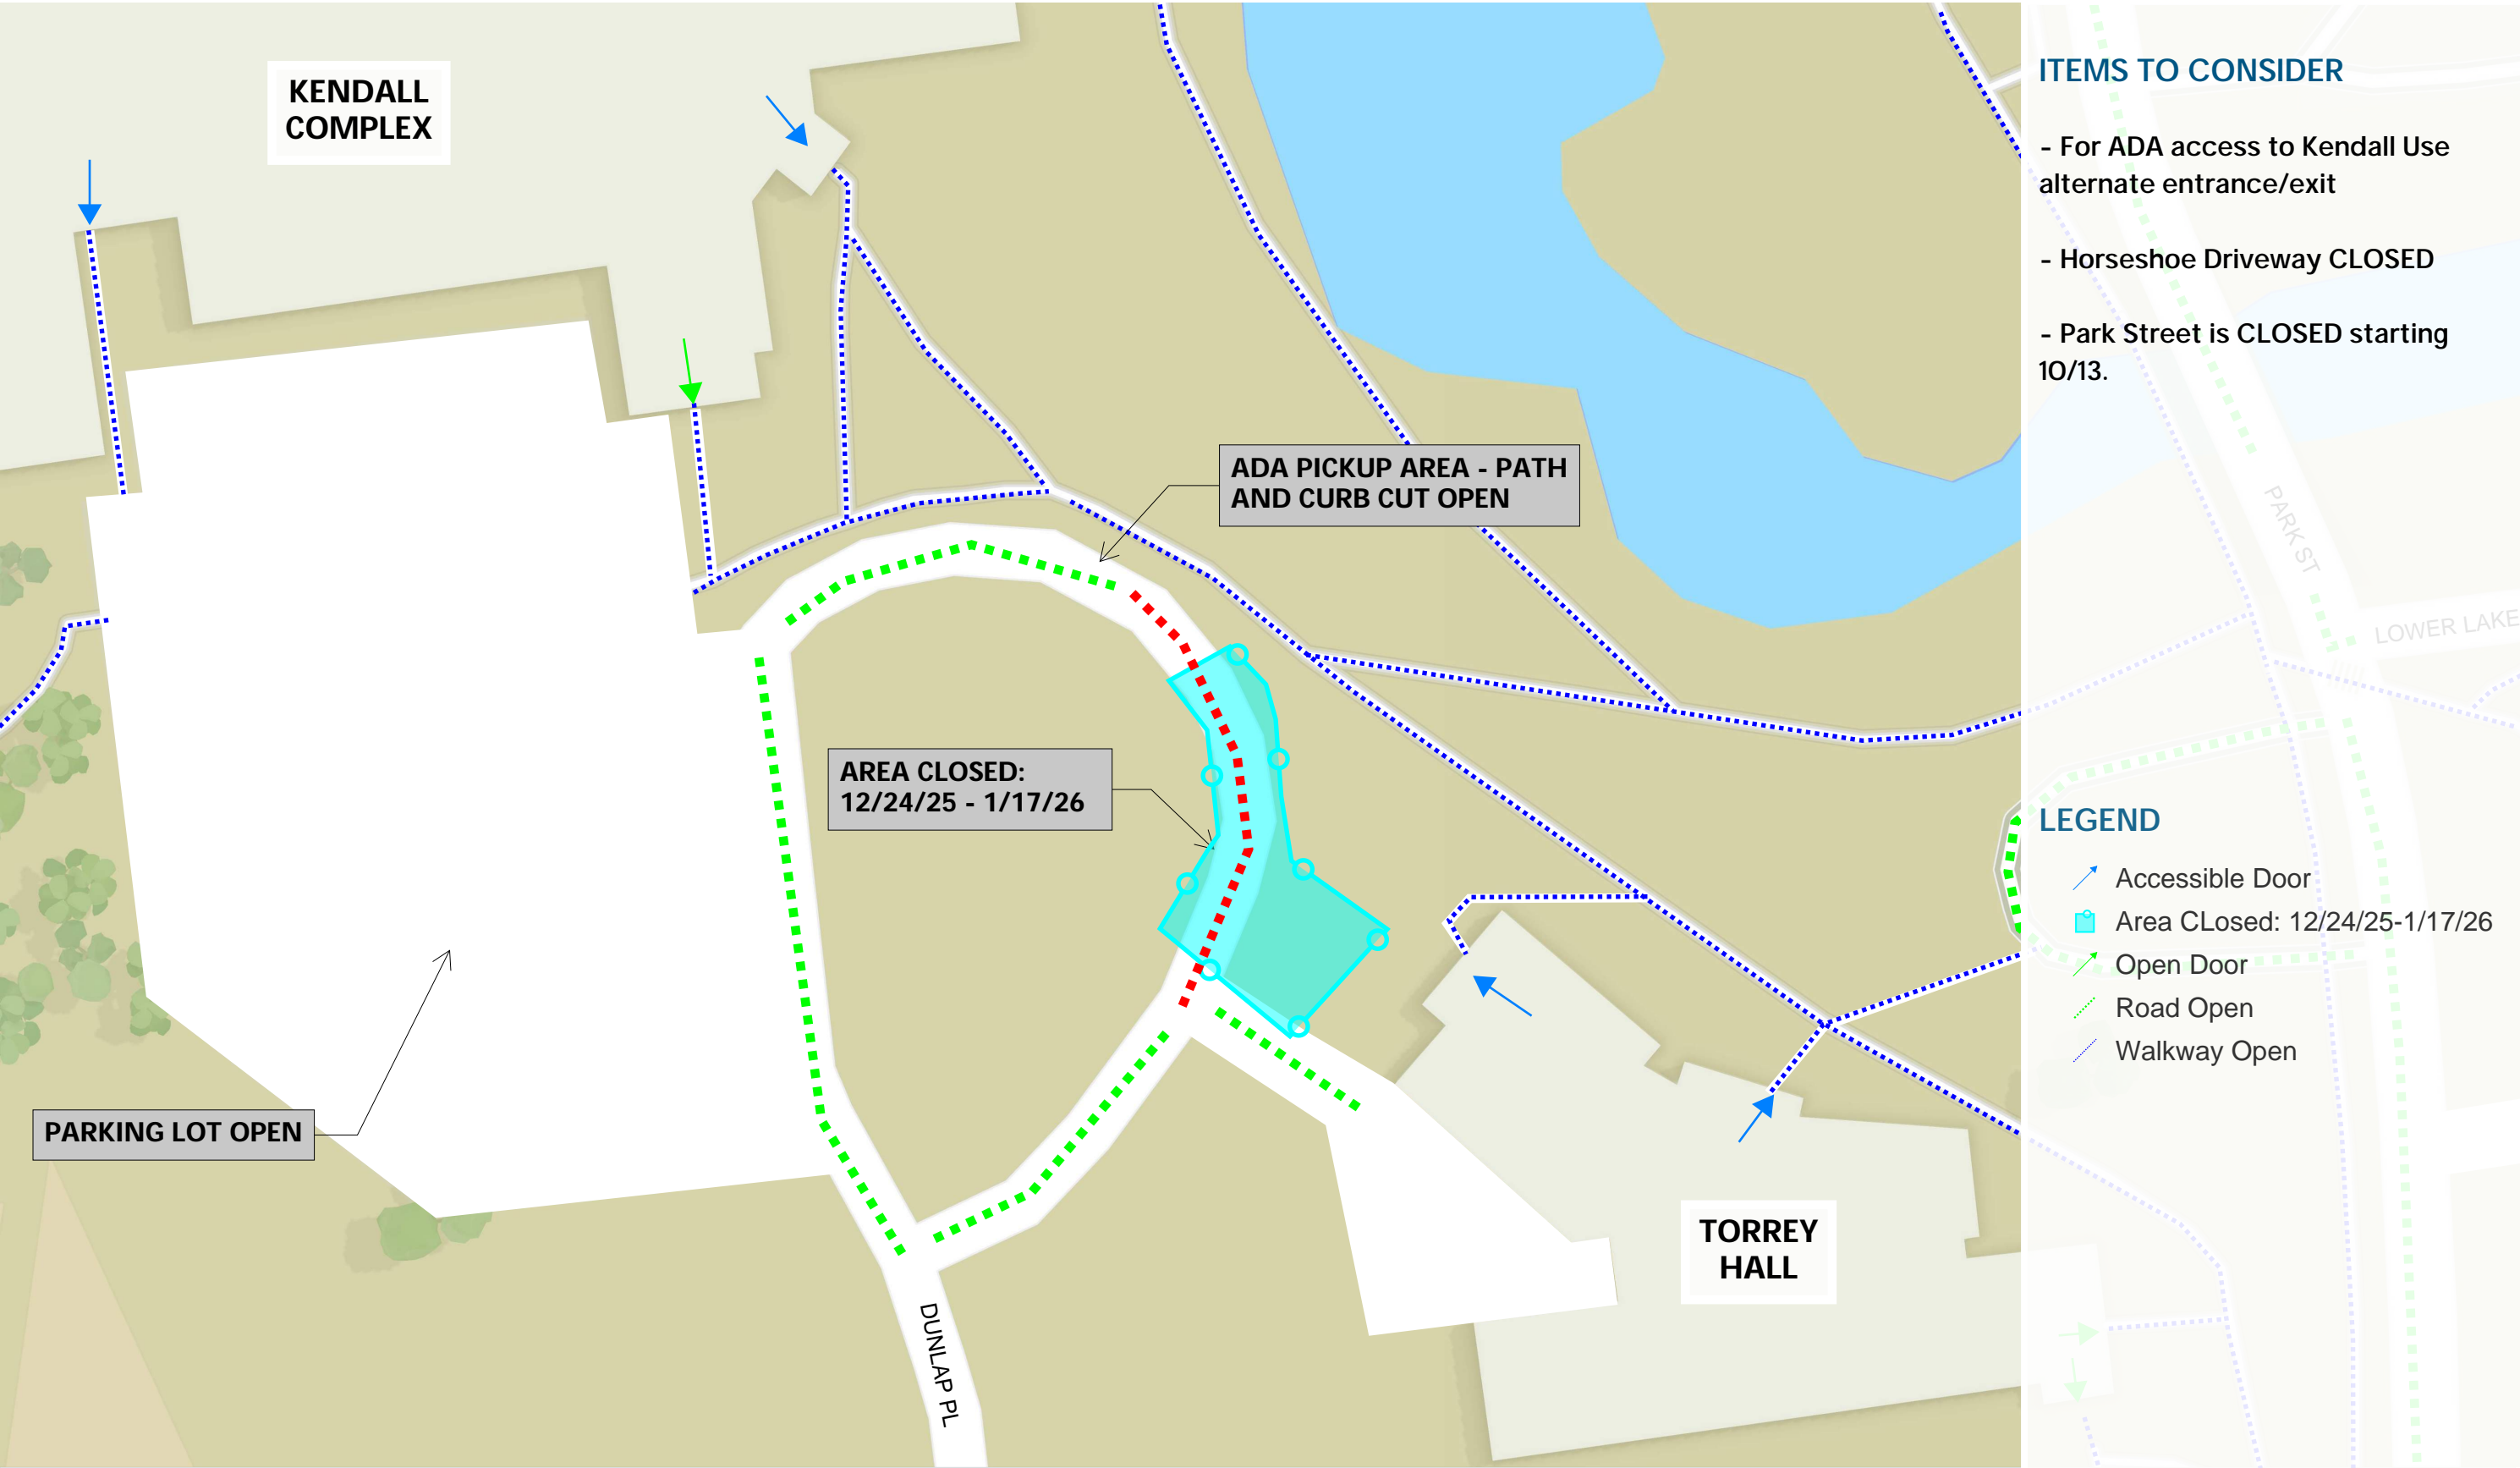 KENDALL
COMPLEX
ITEMS TO CONSIDER
- For ADA access to Kendall Use
alternate entrance/exit
- Horseshoe Driveway CLOSED
- Park Street is CLOSED starting
10/13.
ADA PICKUP AREA - PATH
AND CURB CUT OPEN
PARK ST
LOWER LAKE
AREA CLOSED:
12/24/25 - 1/17/26
LEGEND
Accessible Door
Area CLosed: 12/24/25-1/17/26
Open Door
Road Open
Walkway Open
PARKING LOT OPEN
TORREY
HALL
DUNLAP PL